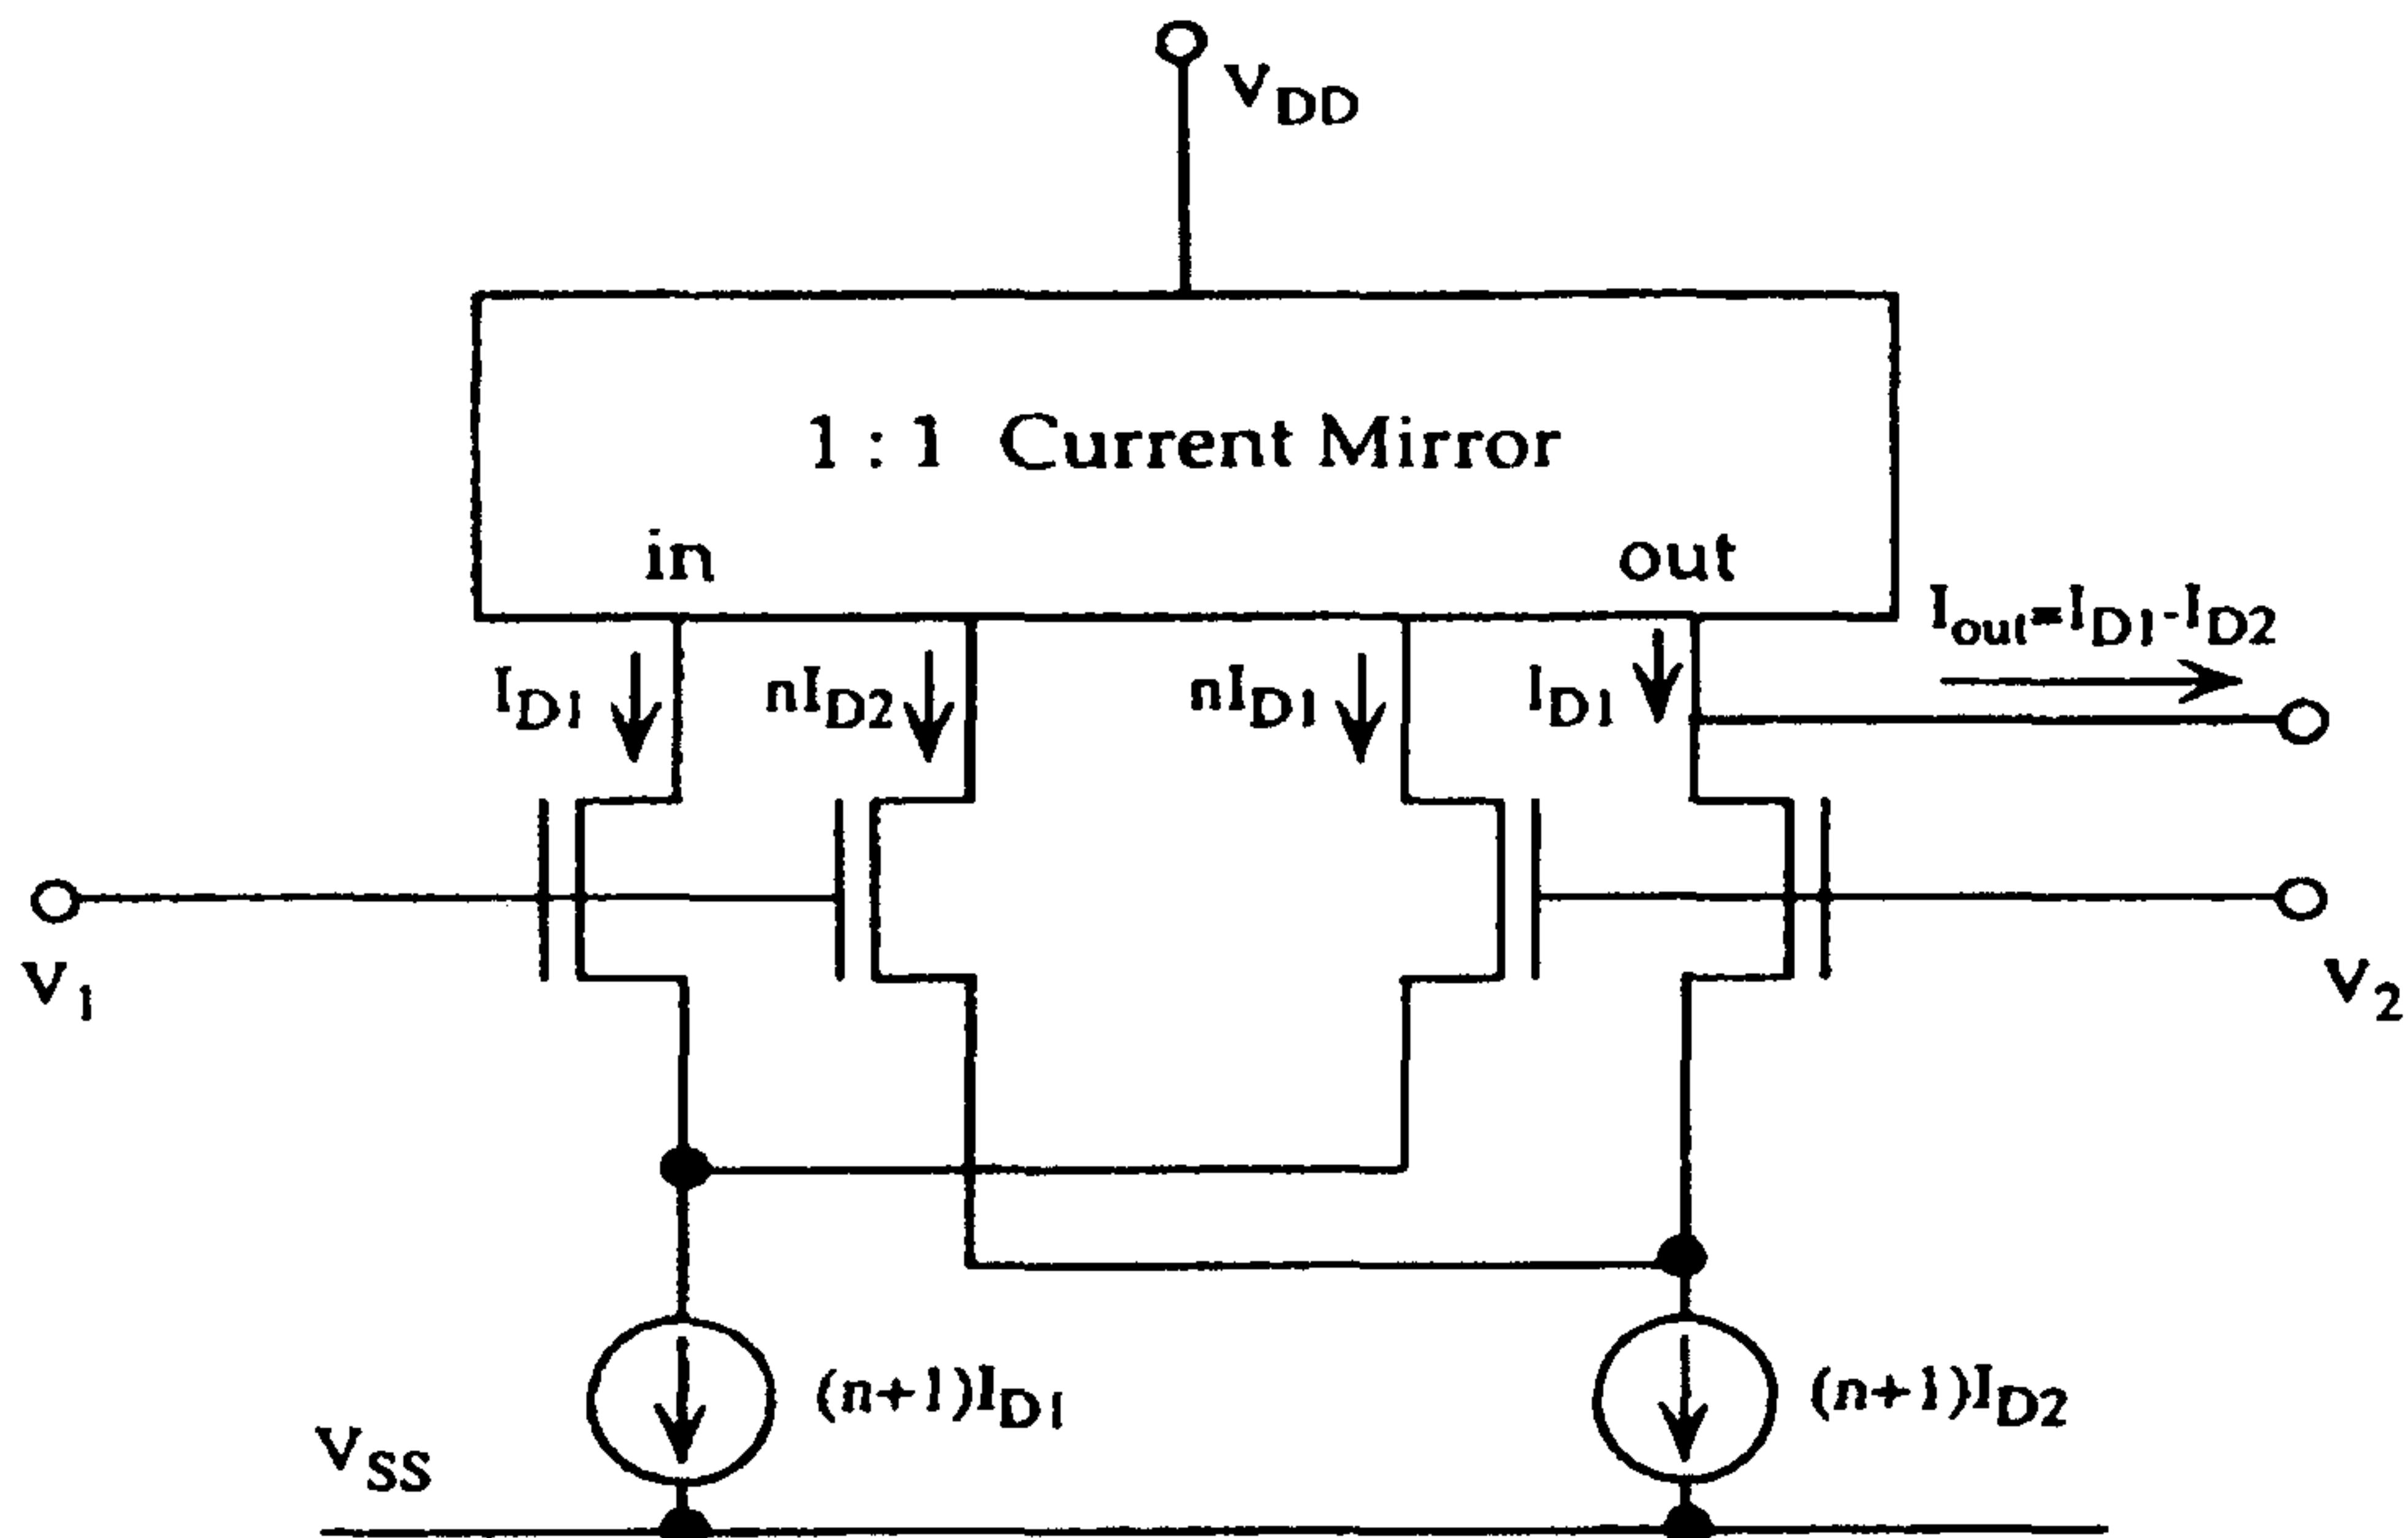 V_DD
1 : 1 Current Mirror
in
out
I_out=I_D1-I_D2
I_D1
nI_D2
nI_D1
I_D1
V_1
V_2
(n+1)I_D1
(n+1)I_D2
V_SS